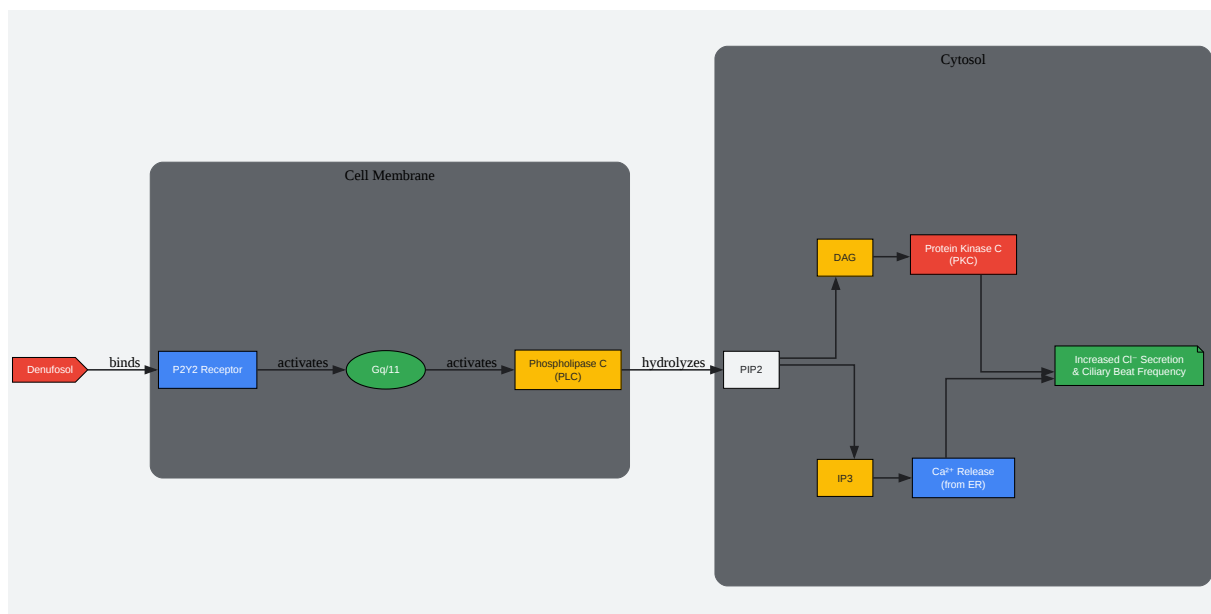 Cytosol
Cell Membrane
DAG
Protein Kinase C
(PKC)
Denufosol
binds
P2Y2 Receptor
activates
Gq/11
activates
Phospholipase C
(PLC)
hydrolyzes
PIP2
Increased Cl⁻ Secretion
& Ciliary Beat Frequency
IP3
Ca²⁺ Release
(from ER)